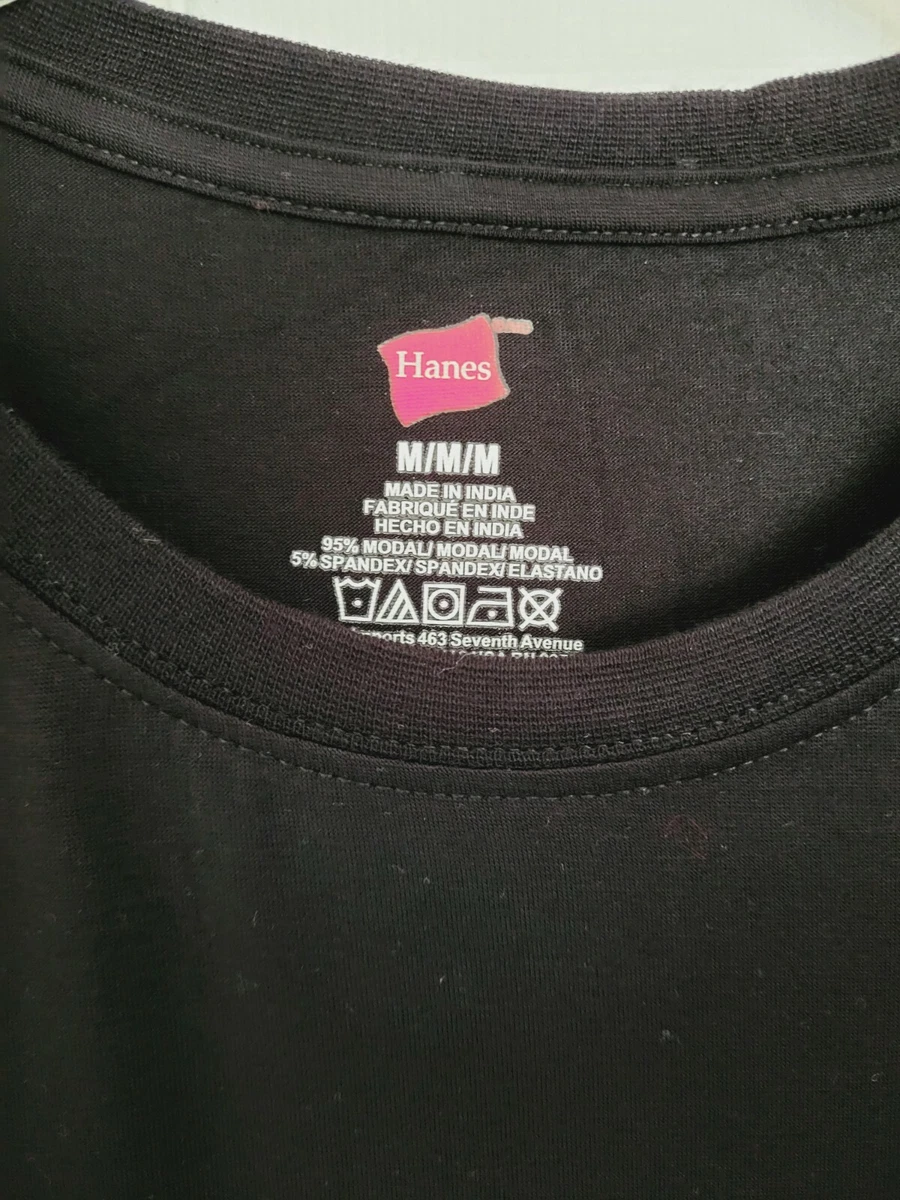 Hanes
M/M/M
MADE IN INDIA
FABRIQUÉ EN INDE
HECHO EN INDIA
95% MODAL/ MODAL/ MODAL
5% SPANDEX/ SPANDEX/ ELASTANO
463 Seventh Avenue